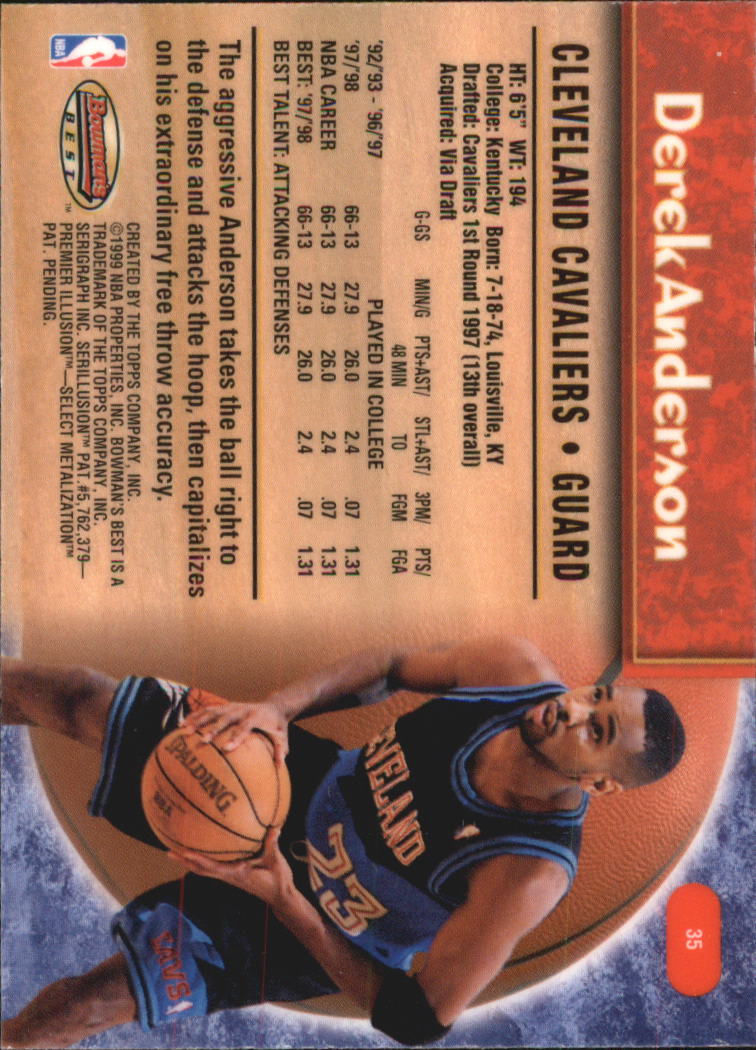 Derek Anderson
35
CLEVELAND CAVALIERS • GUARD
HT: 6'5" WT: 194
College: Kentucky Born: 7-18-74, Louisville, KY
Drafted: Cavaliers 1st Round 1997 (13th overall)
Acquired: Via Draft
G-GS MIN/G PTS+AST/ STL+AST/ 3PM/ PTS/
48 MIN TO FGM FGA
'92/'93 - '96/'97 PLAYED IN COLLEGE
'97/'98 66-13 27.9 26.0 2.4 .07 1.31
NBA CAREER 66-13 27.9 26.0 2.4 .07 1.31
BEST: '97/'98 66-13 27.9 26.0 2.4 .07 1.31
BEST TALENT: ATTACKING DEFENSES
The aggressive Anderson takes the ball right to
the defense and attacks the hoop, then capitalizes
on his extraordinary free throw accuracy.
NBA
Bowman's
BEST™
CREATED BY THE TOPPS COMPANY, INC.
©1999 NBA PROPERTIES, INC. BOWMAN'S BEST IS A
TRADEMARK OF THE TOPPS COMPANY, INC.
SERIGRAPH INC. SERILLUSION™ PAT.#5,762,379—
PREMIER ILLUSION™—SELECT METALIZATION™
PAT. PENDING.
EVELAND
23
SPALDING
NBA
CAVS